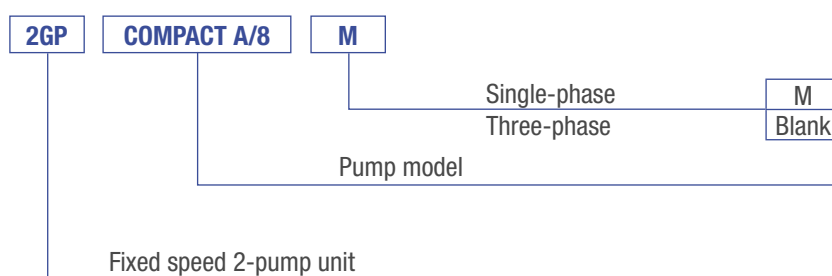 2GP COMPACT A/8 M
Single-phase M
Three-phase Blank
Pump model
Fixed speed 2-pump unit